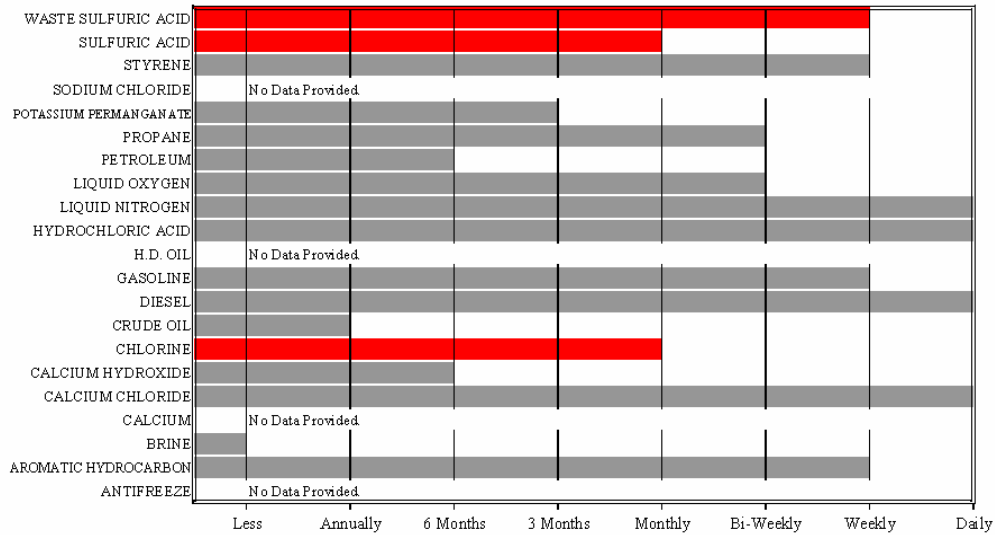 WASTE SULFURIC ACID
SULFURIC ACID
STYRENE
SODIUM CHLORIDE No Data Provided.
POTASSIUM PERMANGANATE
PROPANE
PETROLEUM
LIQUID OXYGEN
LIQUID NITROGEN
HYDROCHLORIC ACID
H.D. OIL No Data Provided.
GASOLINE
DIESEL
CRUDE OIL
CHLORINE
CALCIUM HYDROXIDE
CALCIUM CHLORIDE
CALCIUM No Data Provided.
BRINE
AROMATIC HYDROCARBON
ANTIFREEZE No Data Provided.
Less Annually 6 Months 3 Months Monthly Bi-Weekly Weekly Daily